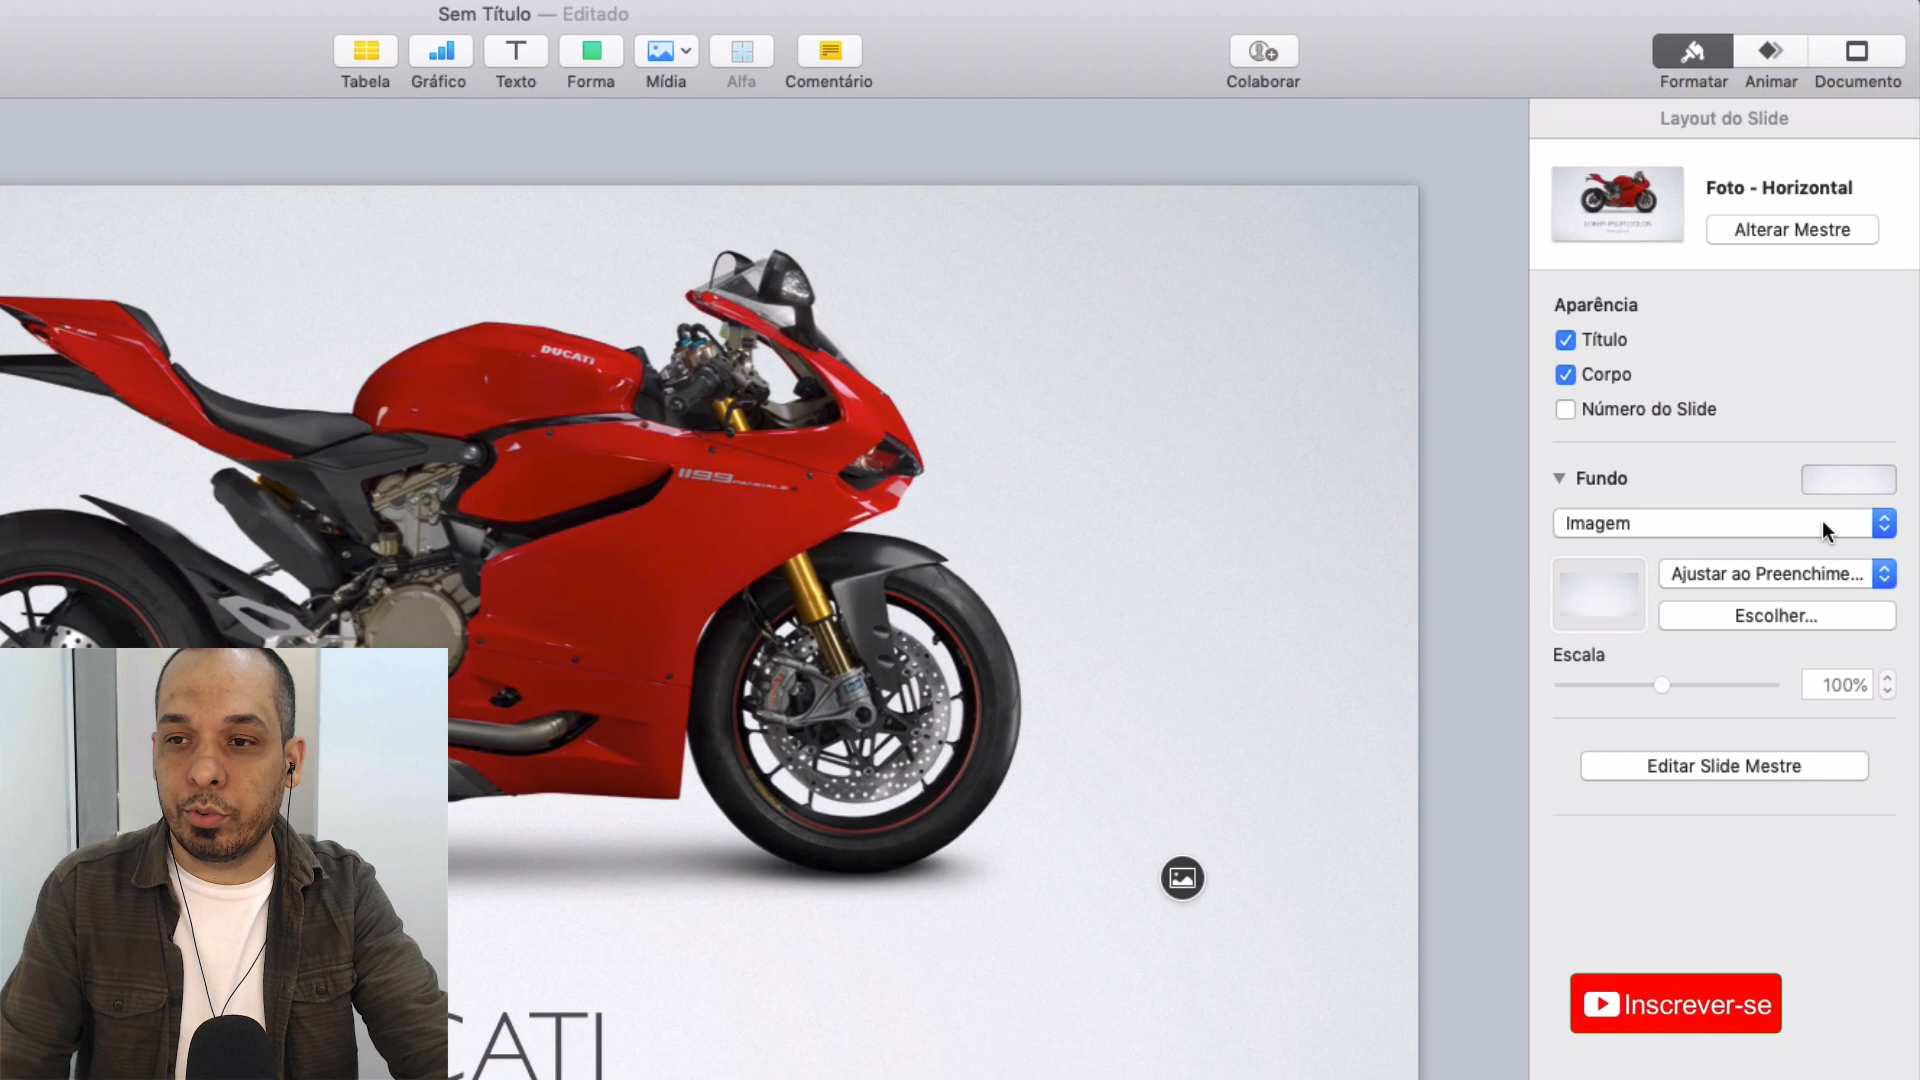 Sem Título — Editado
Tabela
Gráfico
Texto
Forma
Mídia
Alfa
Comentário
Colaborar
Formatar
Animar
Documento
Layout do Slide
Foto - Horizontal
Alterar Mestre
Aparência
Título
Corpo
Número do Slide
Fundo
Imagem
Ajustar ao Preenchime...
Escolher...
Escala
100%
Editar Slide Mestre
Inscrever-se
DUCATI
1199 PANIGALE
CATI